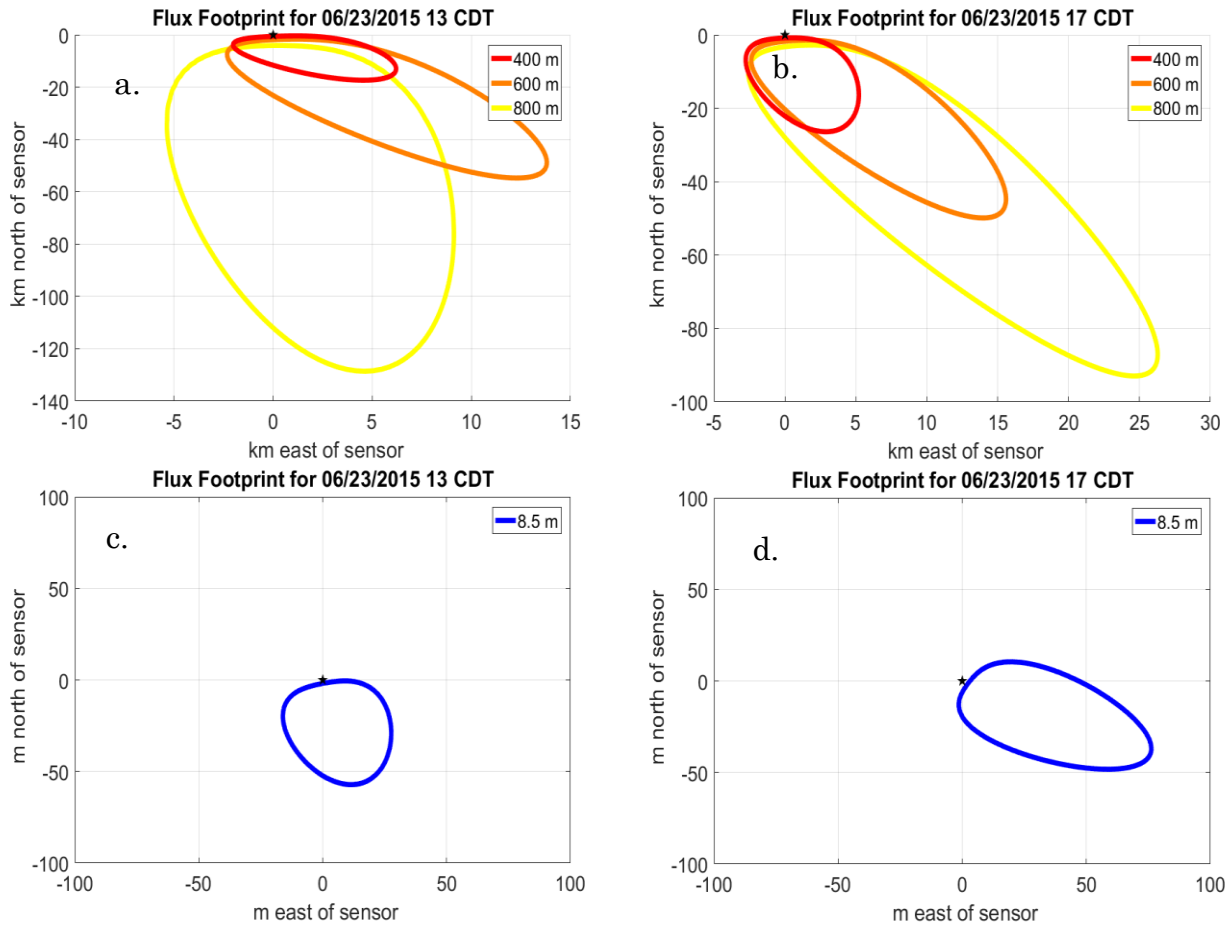 Flux Footprint for 06/23/2015 13 CDT
a.
400 m
600 m
800 m
km north of sensor
0
-20
-40
-60
-80
-100
-120
-140
-10
-5
0
5
10
15
km east of sensor
Flux Footprint for 06/23/2015 17 CDT
b.
400 m
600 m
800 m
km north of sensor
0
-20
-40
-60
-80
-100
-5
0
5
10
15
20
25
30
km east of sensor
Flux Footprint for 06/23/2015 13 CDT
c.
8.5 m
m north of sensor
100
50
0
-50
-100
-100
-50
0
50
100
m east of sensor
Flux Footprint for 06/23/2015 17 CDT
d.
8.5 m
m north of sensor
100
50
0
-50
-100
-100
-50
0
50
100
m east of sensor